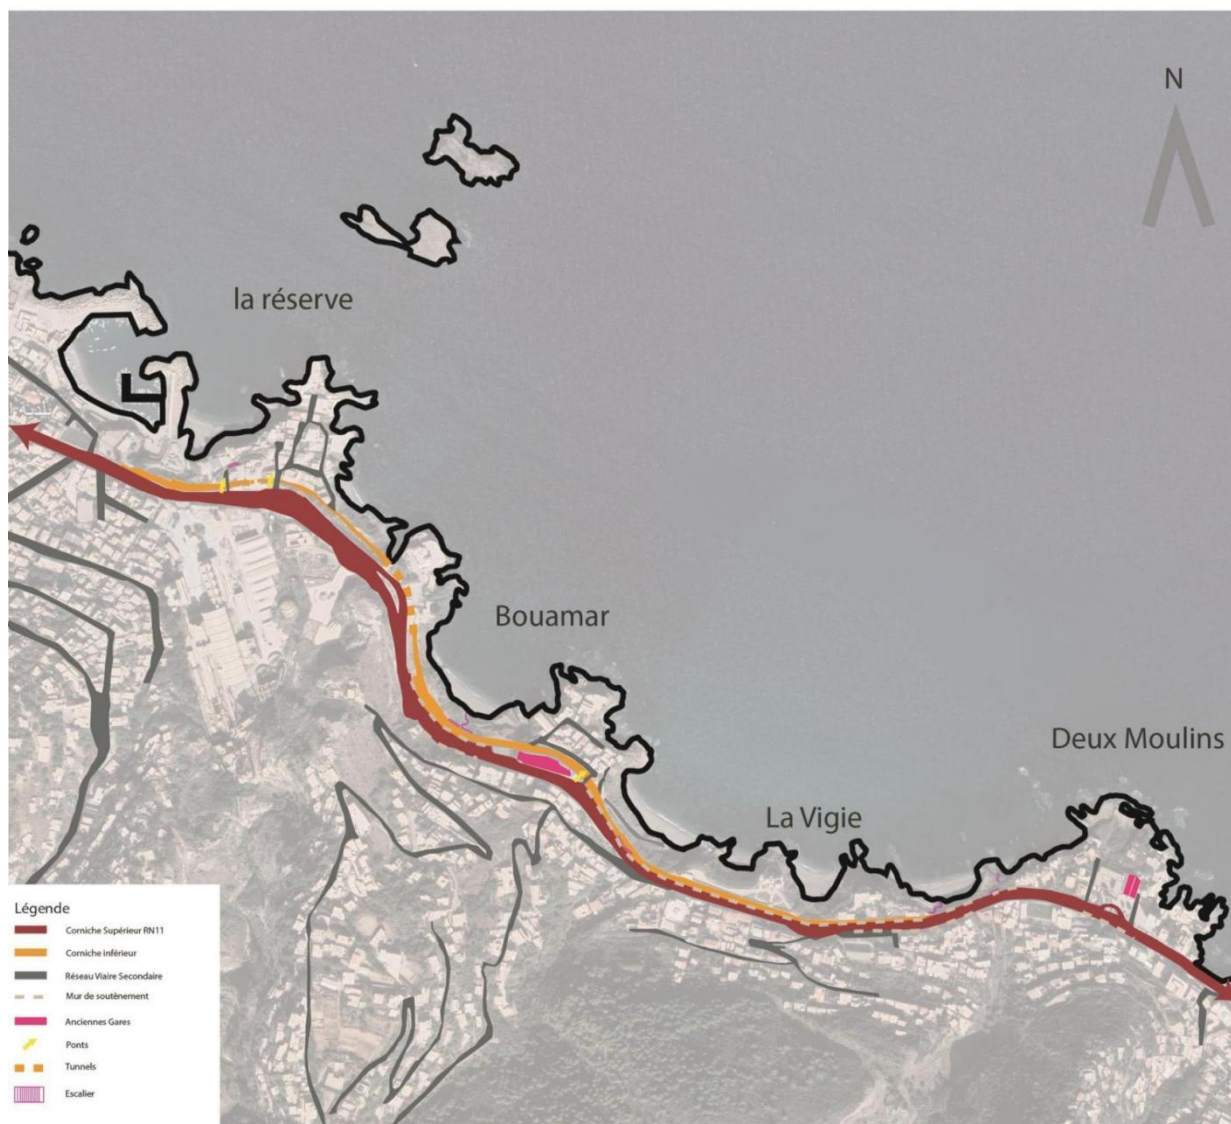 N
la réserve
Bouamar
Deux Moulins
La Vigie
Légende
Corniche Supérieur RN11
Corniche inférieur
Réseau Viaire Secondaire
Mur de soutènement
Anciennes Gares
Ponts
Tunnels
Escalier